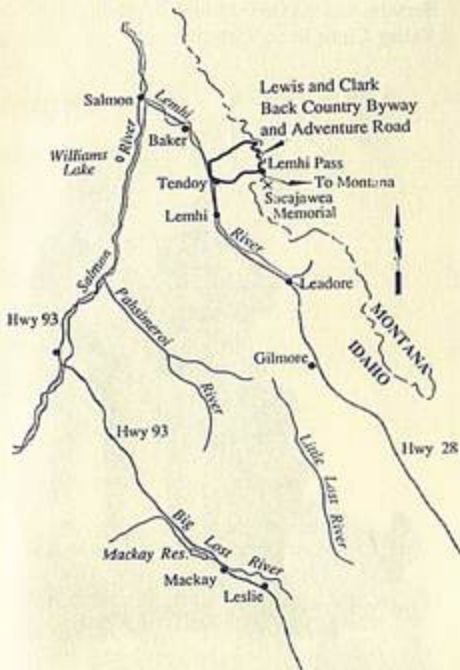 Lewis and Clark
Back Country Byway
and Adventure Road
Salmon
Lemhi
Baker
River
Williams
Lake
Lemhi Pass
Tendoy
To Montana
Sacajawea
Memorial
Lemhi
River
Salmon
Leadore
Pahsimeroi
Hwy 93
MONTANA
IDAHO
Gilmore
River
Hwy 93
Hwy 28
Little Lost River
Big Lost River
Mackay Res.
Mackay
Leslie